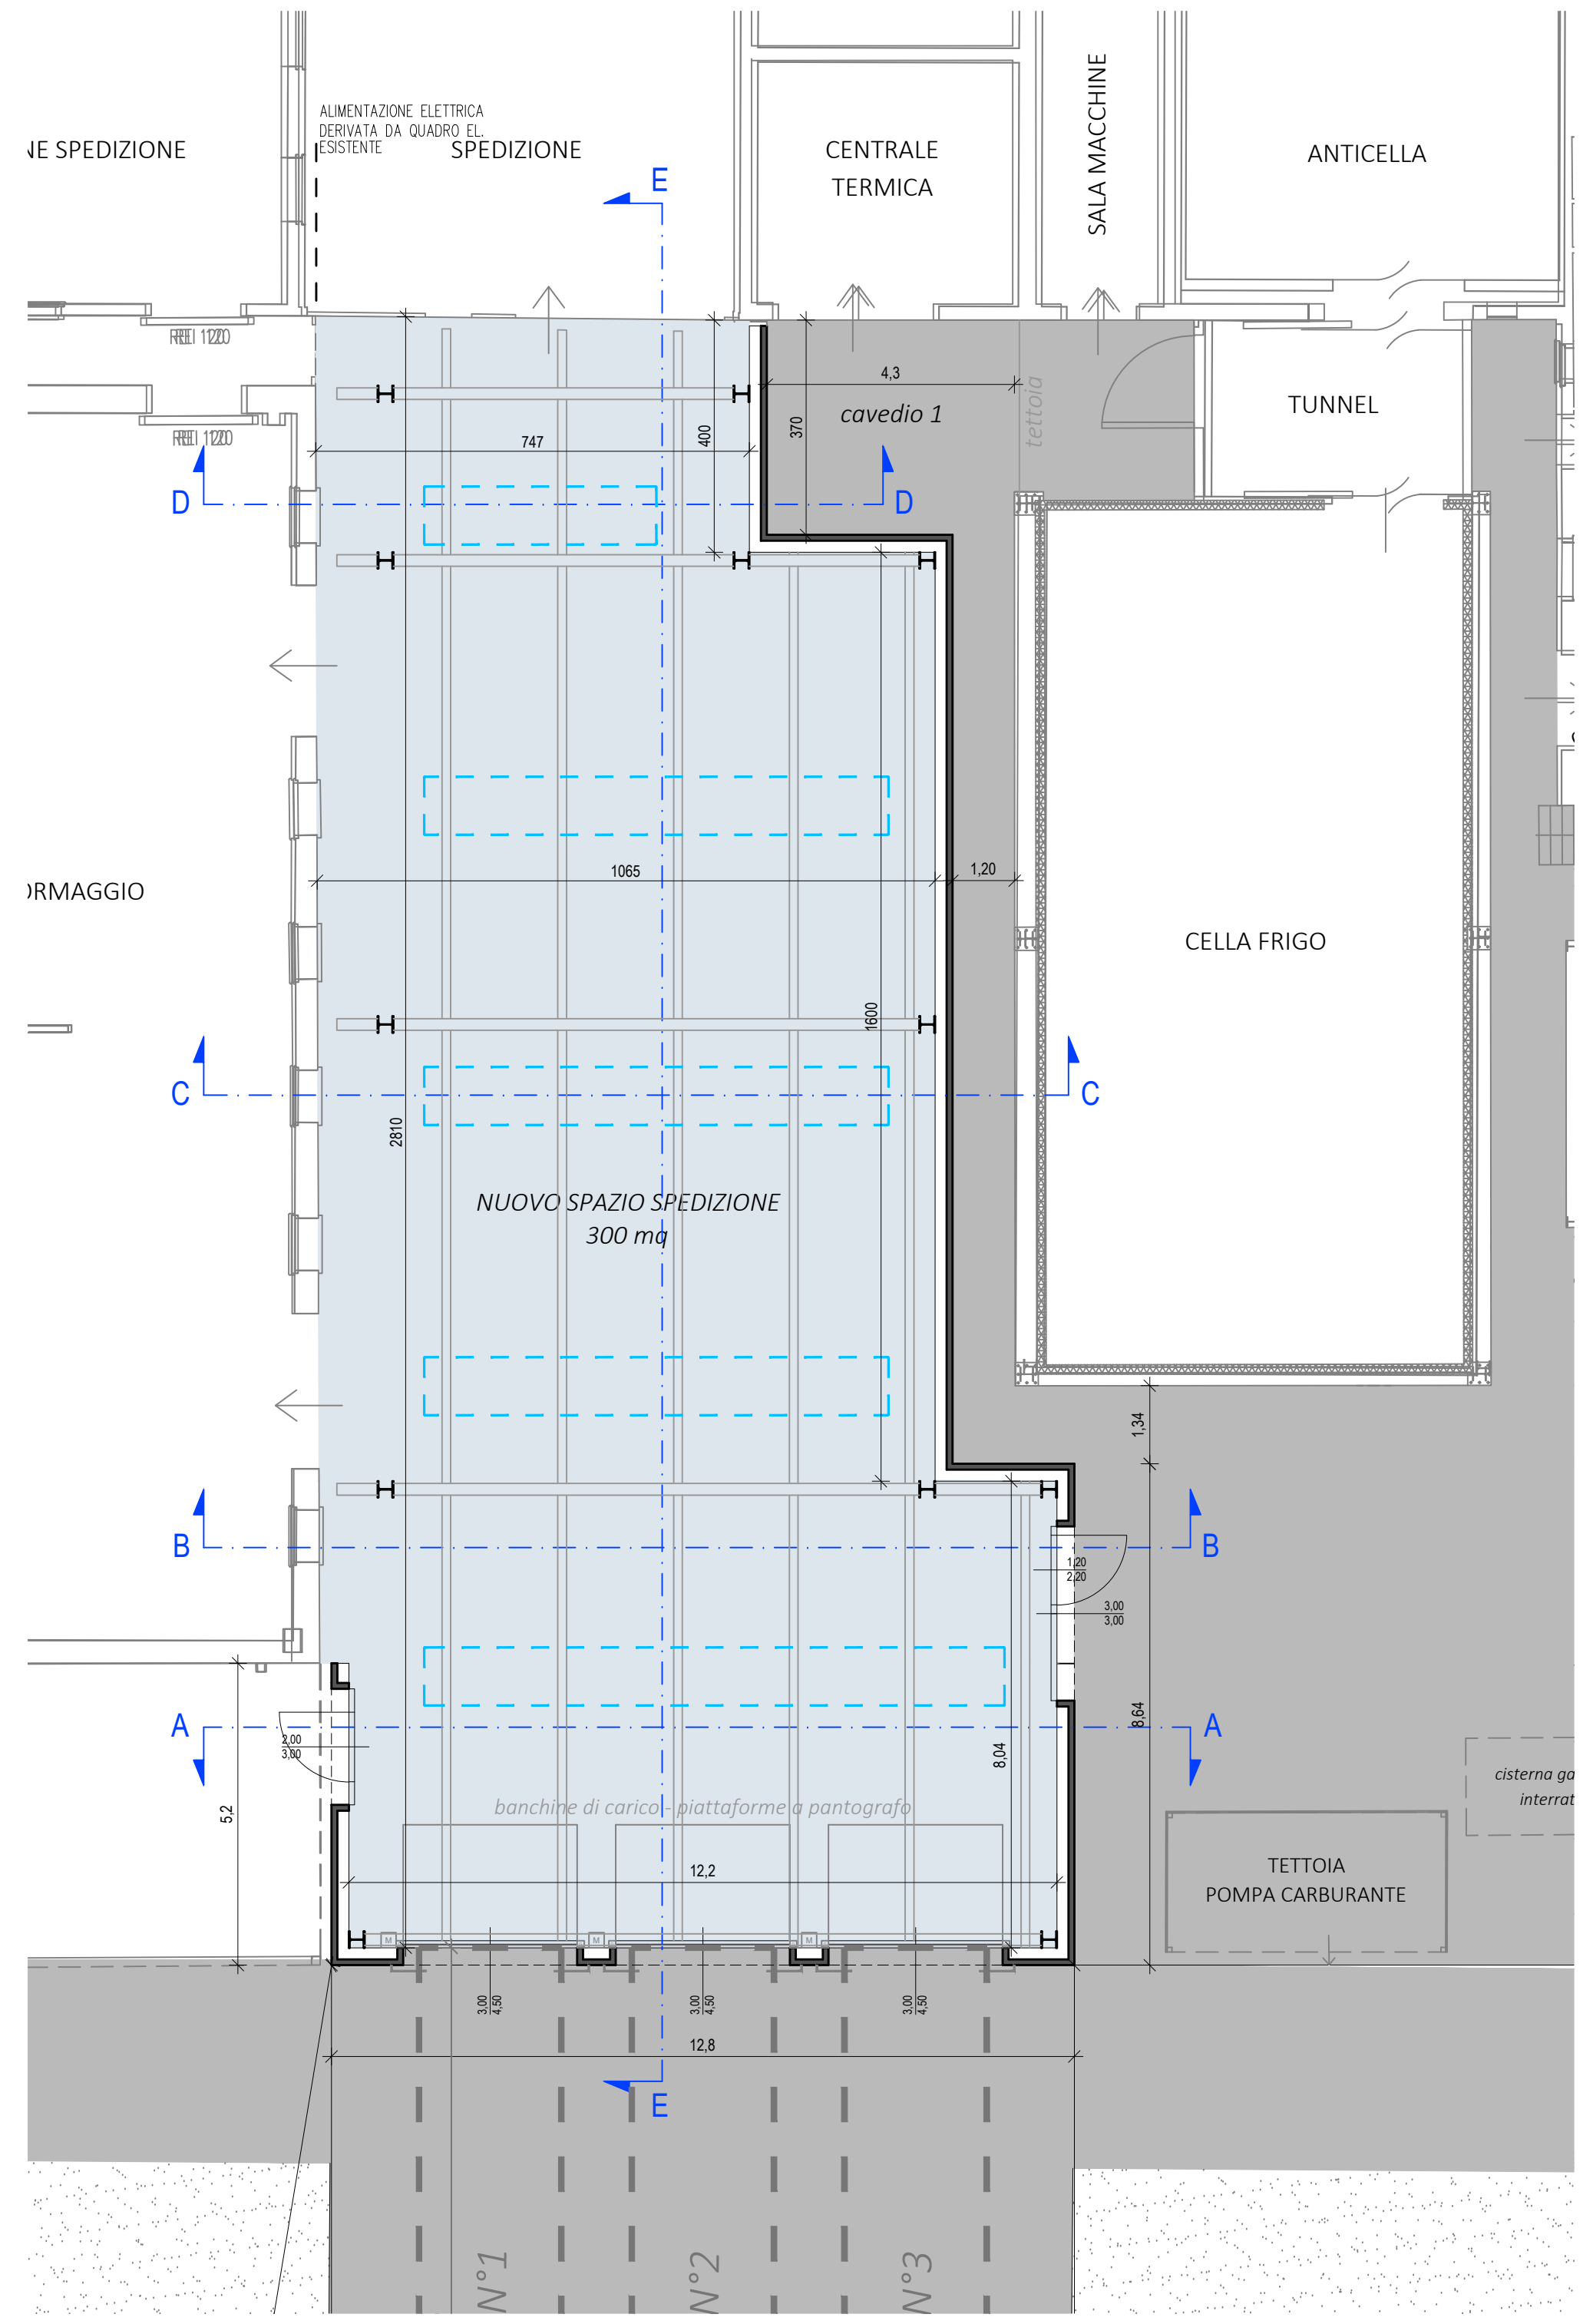 ALIMENTAZIONE ELETTRICA
DERIVATA DA QUADRO EL.
ESISTENTE
NE SPEDIZIONE
SPEDIZIONE
CENTRALE
TERMICA
SALA MACCHINE
ANTICELLA
E
REI 120
REI 120
4,3
cavedio 1
tettoia
TUNNEL
747
400
370
D
D
1065
1,20
ORMAGGIO
CELLA FRIGO
1600
C
C
2810
NUOVO SPAZIO SPEDIZIONE
300 mq
1,34
B
B
1,20
2,20
3,00
3,00
A
A
2,00
3,00
8,64
8,04
5,2
banchine di carico - piattaforme a pantografo
cisterna ga
interrat
TETTOIA
POMPA CARBURANTE
12,2
M
M
M
3,00
4,50
3,00
4,50
3,00
4,50
12,8
E
N°1
N°2
N°3